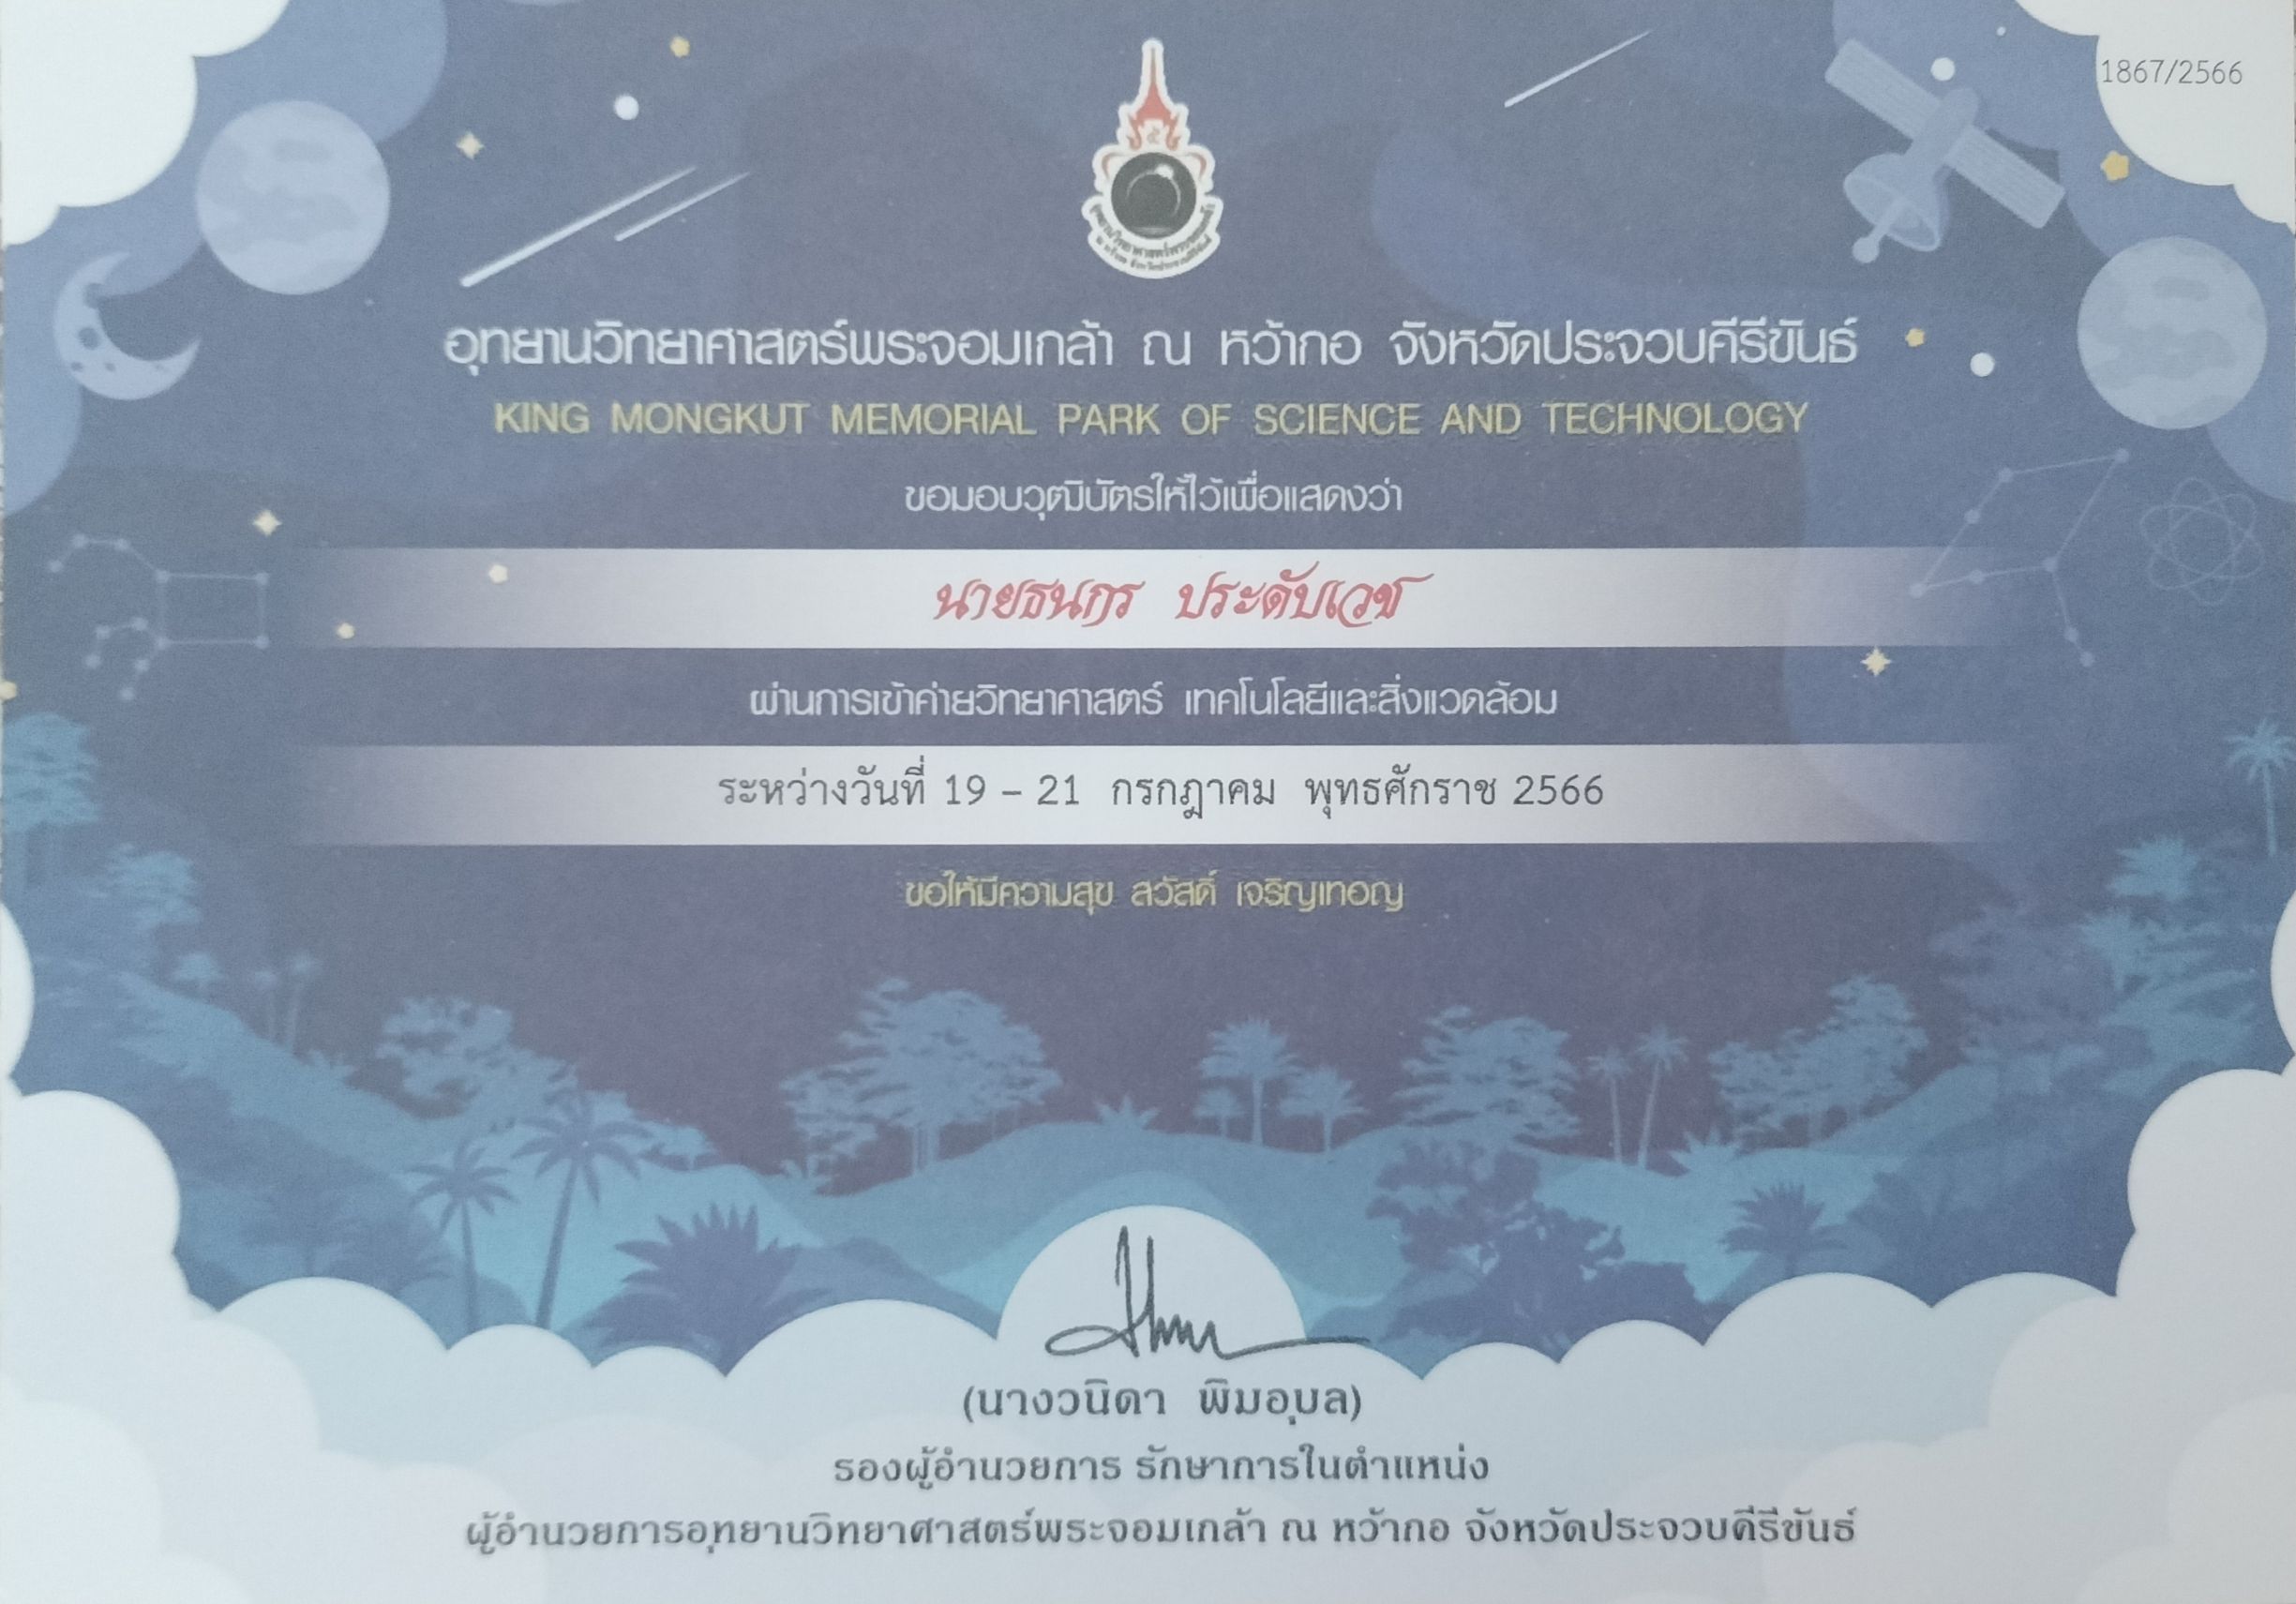 1867/2566
อุทยานวิทยาศาสตร์พระจอมเกล้า ณ หว้ากอ จังหวัดประจวบคีรีขันธ์
KING MONGKUT MEMORIAL PARK OF SCIENCE AND TECHNOLOGY
ขอมอบวุฒิบัตรให้ไว้เพื่อแสดงว่า
นายธนกร ประดับเวช
ผ่านการเข้าค่ายวิทยาศาสตร์ เทคโนโลยีและสิ่งแวดล้อม
ระหว่างวันที่ 19 – 21 กรกฎาคม พุทธศักราช 2566
ขอให้มีความสุข สวัสดิ์ เจริญเทอญ
(นางวนิดา พิมอุบล)
รองผู้อำนวยการ รักษาการในตำแหน่ง
ผู้อำนวยการอุทยานวิทยาศาสตร์พระจอมเกล้า ณ หว้ากอ จังหวัดประจวบคีรีขันธ์